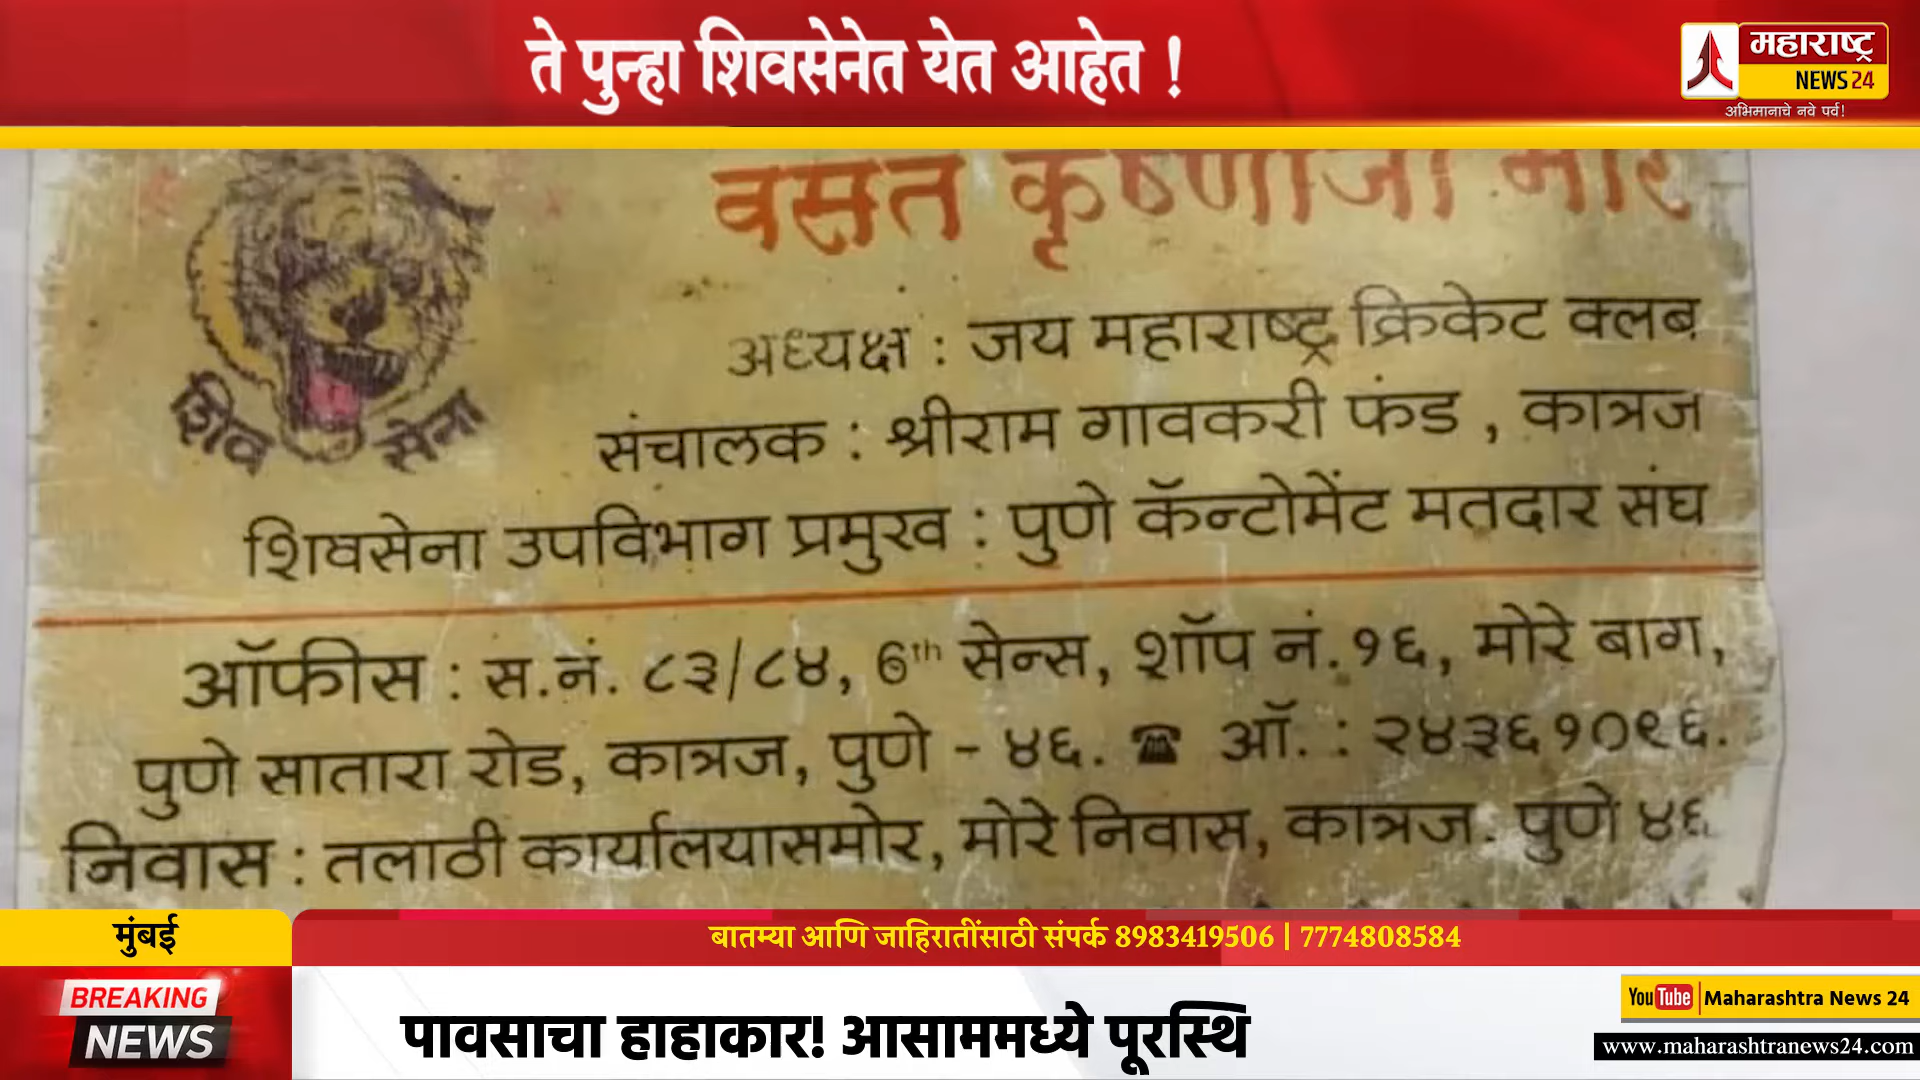 ते पुन्हा शिवसेनेत येत आहेत !
महाराष्ट्र
NEWS 24
अभिमानाचे नवे पर्व!
वसंत कृष्णाजी मोरे
अध्यक्ष : जय महाराष्ट्र क्रिकेट क्लब
शिव सेना
संचालक : श्रीराम गावकरी फंड , कात्रज
शिवसेना उपविभाग प्रमुख : पुणे कॅन्टोमेंट मतदार संघ
ऑफीस : स.नं. ८३/८४, 6th सेन्स, शॉप नं.१६, मोरे बाग,
पुणे सातारा रोड, कात्रज, पुणे - ४६. ☎ ऑ. : २४३६१०९६.
निवास : तलाठी कार्यालयासमोर, मोरे निवास, कात्रज. पुणे ४६
मुंबई
बातम्या आणि जाहिरातींसाठी संपर्क 8983419506 | 7774808584
BREAKING
NEWS
पावसाचा हाहाकार! आसाममध्ये पूरस्थि
YouTube Maharashtra News 24
www.maharashtranews24.com